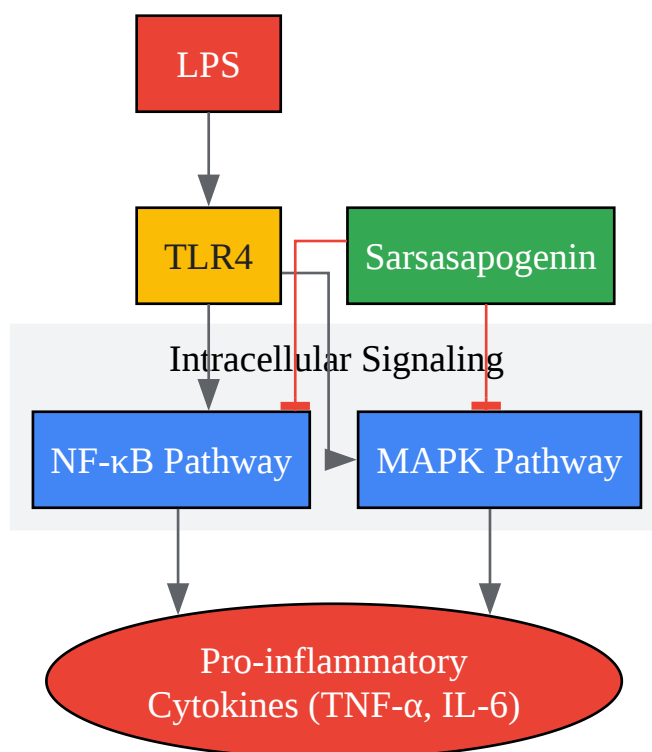 LPS
TLR4
Sarsasapogenin
Intracellular Signaling
NF-κB Pathway
MAPK Pathway
Pro-inflammatory
Cytokines (TNF-α, IL-6)